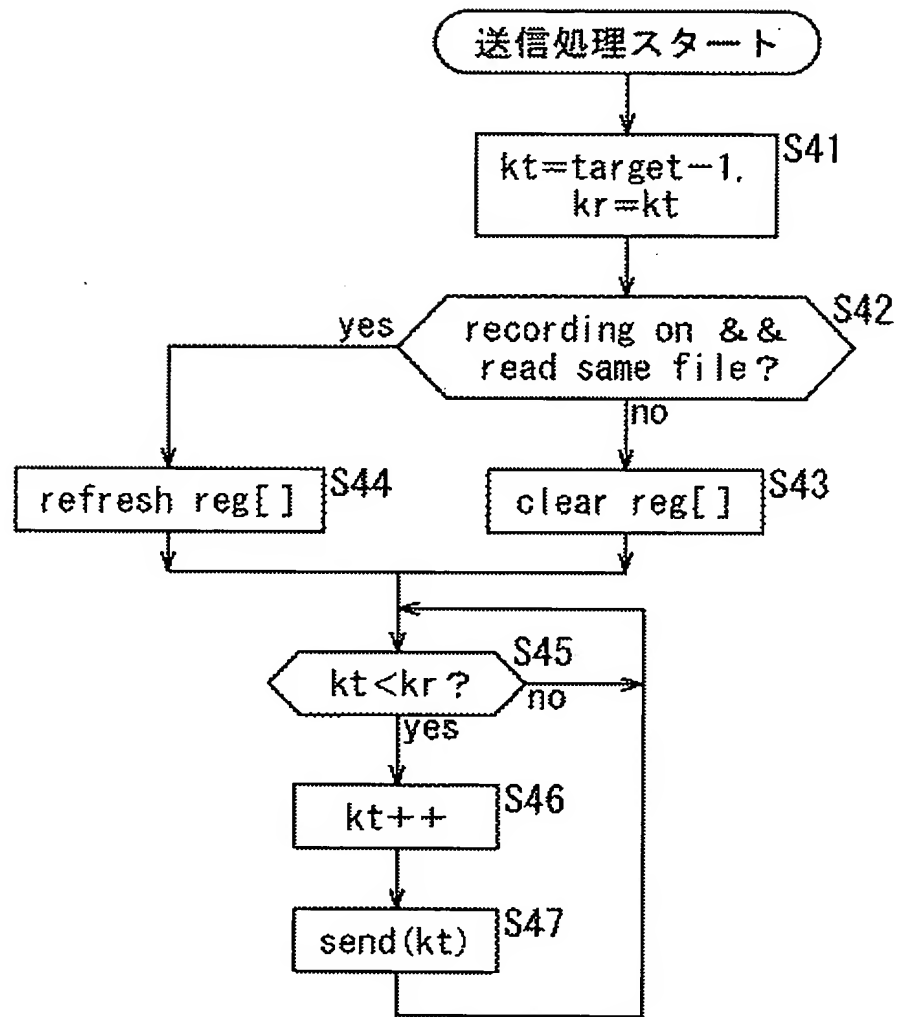 送信処理スタート
S41
kt=target-1,
kr=kt
S42
yes
recording on &&
read same file?
no
S44
refresh reg[]
S43
clear reg[]
S45
kt<kr?
no
yes
S46
kt++
S47
send(kt)